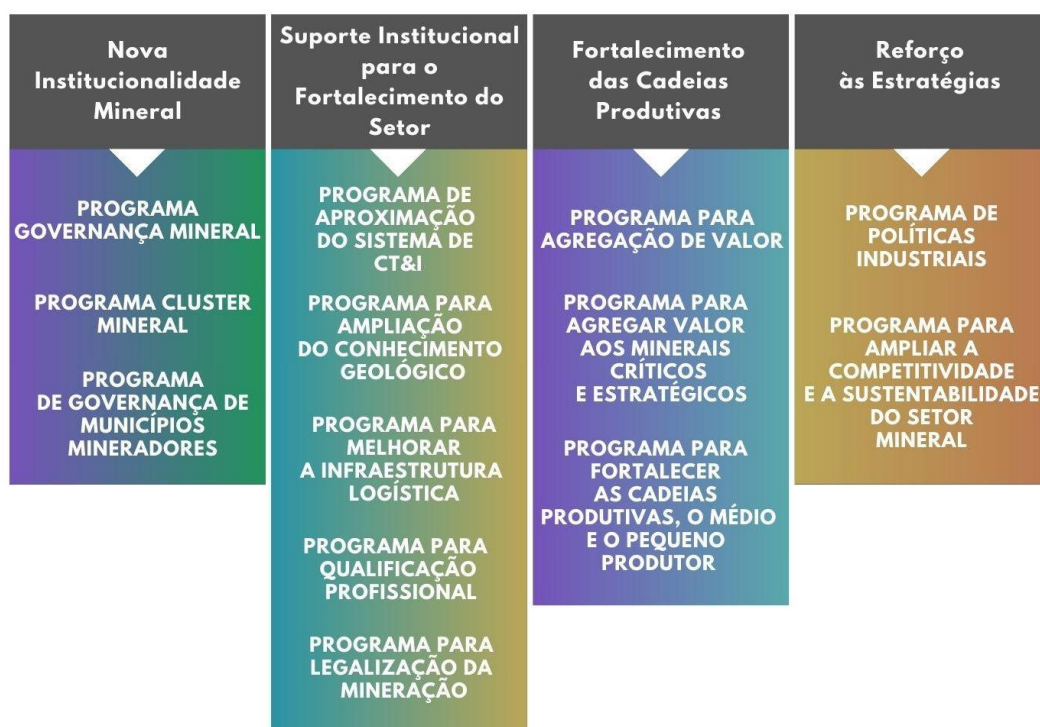 Nova
Institucionalidade
Mineral
PROGRAMA
GOVERNANÇA MINERAL
PROGRAMA CLUSTER
MINERAL
PROGRAMA
DE GOVERNANÇA DE
MUNICÍPIOS
MINERADORES
Suporte Institucional
para o
Fortalecimento do
Setor
PROGRAMA DE
APROXIMAÇÃO
DO SISTEMA DE
CT&I
PROGRAMA PARA
AMPLIAÇÃO
DO CONHECIMENTO
GEOLÓGICO
PROGRAMA PARA
MELHORAR
A INFRAESTRUTURA
LOGÍSTICA
PROGRAMA PARA
QUALIFICAÇÃO
PROFISSIONAL
PROGRAMA PARA
LEGALIZAÇÃO DA
MINERAÇÃO
Fortalecimento
das Cadeias
Produtivas
PROGRAMA PARA
AGREGAÇÃO DE VALOR
PROGRAMA PARA
AGREGAR VALOR
AOS MINERAIS
CRÍTICOS
E ESTRATÉGICOS
PROGRAMA PARA
FORTALECER
AS CADEIAS
PRODUTIVAS, O MÉDIO
E O PEQUENO
PRODUTOR
Reforço
às Estratégias
PROGRAMA DE
POLÍTICAS
INDUSTRIAIS
PROGRAMA PARA
AMPLIAR A
COMPETITIVIDADE
E A SUSTENTABILIDADE
DO SETOR
MINERAL